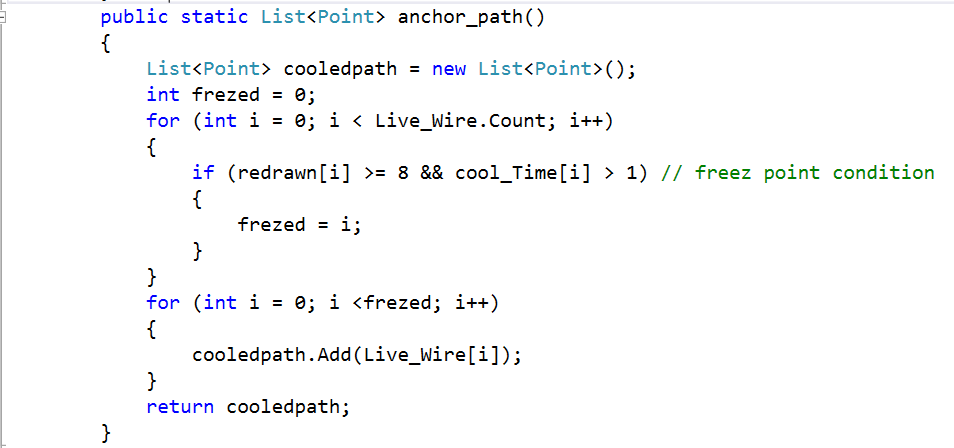 public static List<Point> anchor_path()
{
List<Point> cooledpath = new List<Point>();
int frezed = 0;
for (int i = 0; i < Live_Wire.Count; i++)
{
if (redrawn[i] >= 8 && cool_Time[i] > 1) // freez point condition
{
frezed = i;
}
}
for (int i = 0; i <frezed; i++)
{
cooledpath.Add(Live_Wire[i]);
}
return cooledpath;
}